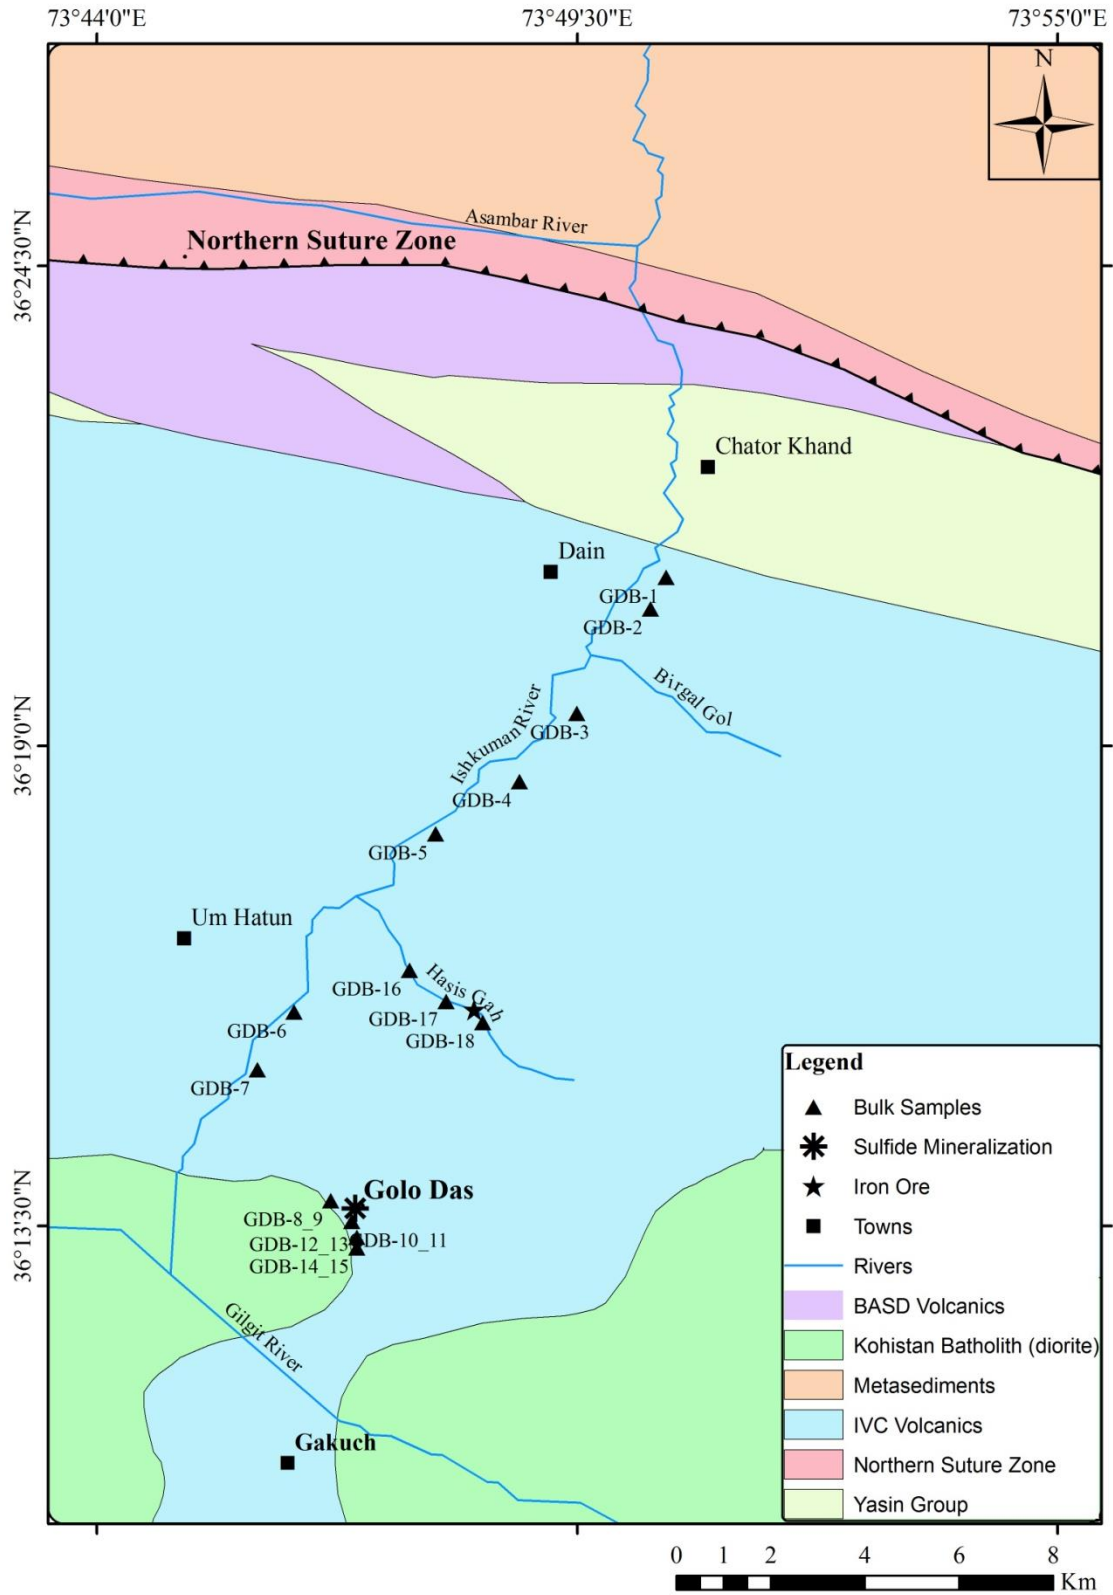 73°44'0"E
73°49'30"E
73°55'0"E
N
Asambar River
36°24'30"N
Northern Suture Zone
Chator Khand
Dain
GDB-1
GDB-2
Birgal Gol
Ishkuman River
36°19'0"N
GDB-3
GDB-4
GDB-5
Um Hatun
Hasis Gah
GDB-16
GDB-17
GDB-18
GDB-6
GDB-7
Golo Das
36°13'30"N
GDB-8_9
GDB-10_11
GDB-12_13
GDB-14_15
Gilgit River
Gakuch
Legend
Bulk Samples
Sulfide Mineralization
Iron Ore
Towns
Rivers
BASD Volcanics
Kohistan Batholith (diorite)
Metasediments
IVC Volcanics
Northern Suture Zone
Yasin Group
0 1 2 4 6 8
Km